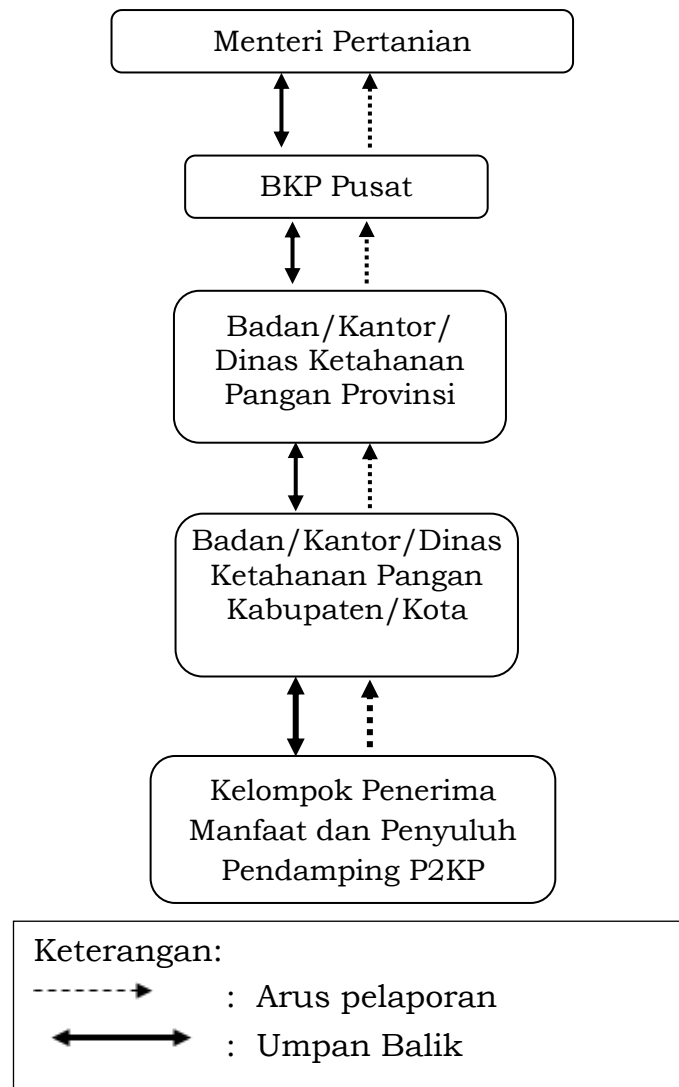 Menteri Pertanian
BKP Pusat
Badan/Kantor/
Dinas Ketahanan
Pangan Provinsi
Badan/Kantor/Dinas
Ketahanan Pangan
Kabupaten/Kota
Kelompok Penerima
Manfaat dan Penyuluh
Pendamping P2KP
Keterangan:
: Arus pelaporan
: Umpan Balik